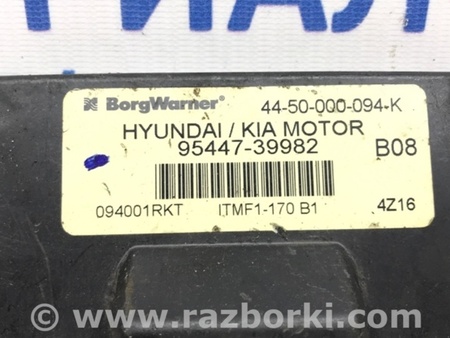 РИАЛ
BorgWarner® 44-50-000-094-K
HYUNDAI / KIA MOTOR
95447-39982 B08
094001RKT ITMF1-170 B1 4Z16
© www.razborki.com